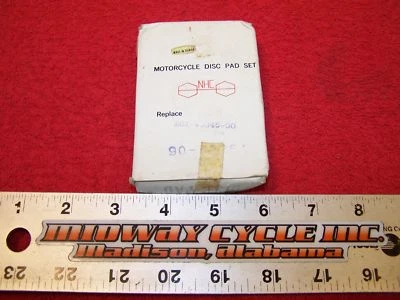 MOTORCYCLE DISC PAD SET
NHC
Replace
1 2 3 4 5 6 7 8
MIDWAY CYCLE INC.
Madison, Alabama
23 22 21 20 19 18 17 16